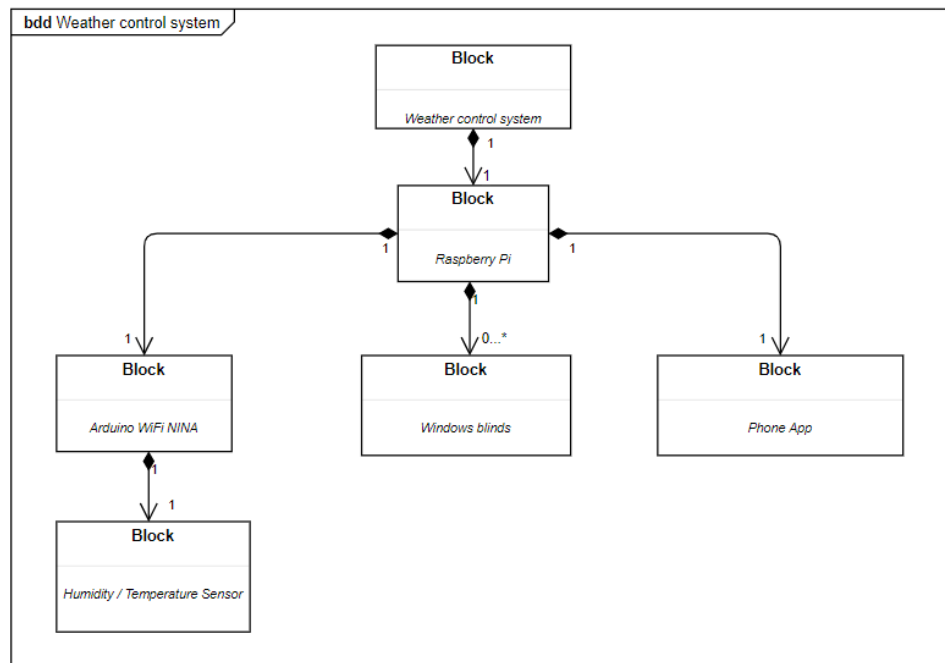 bdd Weather control system
Block
Weather control system
1
1
Block
Raspberry Pi
1
1
1
1
0...*
1
Block
Arduino WiFi NINA
Block
Windows blinds
Block
Phone App
1
1
Block
Humidity / Temperature Sensor